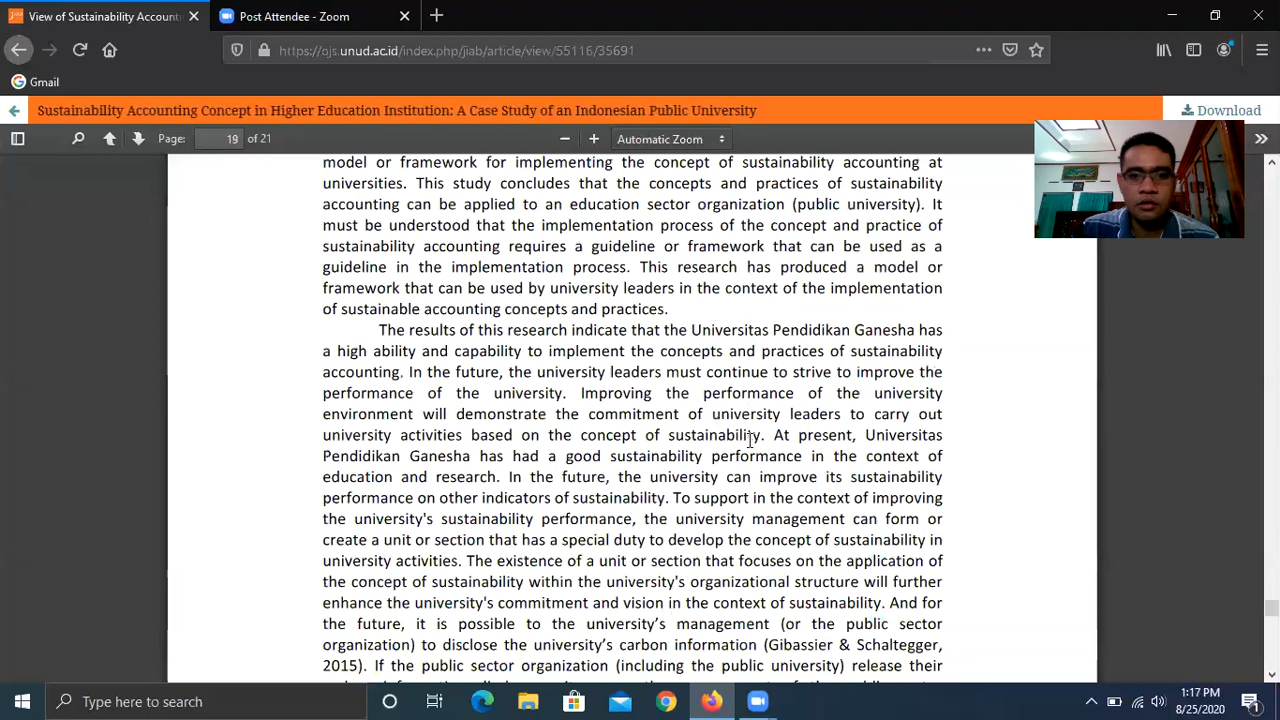 View of Sustainability Account
Post Attendee - Zoom
https://ojs.unud.ac.id/index.php/jiab/article/view/55116/35691
Gmail
Sustainability Accounting Concept in Higher Education Institution: A Case Study of an Indonesian Public University
Download
Page: 19 of 21
Automatic Zoom
model or framework for implementing the concept of sustainability accounting at
universities. This study concludes that the concepts and practices of sustainability
accounting can be applied to an education sector organization (public university). It
must be understood that the implementation process of the concept and practice of
sustainability accounting requires a guideline or framework that can be used as a
guideline in the implementation process. This research has produced a model or
framework that can be used by university leaders in the context of the implementation
of sustainable accounting concepts and practices.
The results of this research indicate that the Universitas Pendidikan Ganesha has
a high ability and capability to implement the concepts and practices of sustainability
accounting. In the future, the university leaders must continue to strive to improve the
performance of the university. Improving the performance of the university
environment will demonstrate the commitment of university leaders to carry out
university activities based on the concept of sustainability. At present, Universitas
Pendidikan Ganesha has had a good sustainability performance in the context of
education and research. In the future, the university can improve its sustainability
performance on other indicators of sustainability. To support in the context of improving
the university's sustainability performance, the university management can form or
create a unit or section that has a special duty to develop the concept of sustainability in
university activities. The existence of a unit or section that focuses on the application of
the concept of sustainability within the university's organizational structure will further
enhance the university's commitment and vision in the context of sustainability. And for
the future, it is possible to the university’s management (or the public sector
organization) to disclose the university’s carbon information (Gibassier & Schaltegger,
2015). If the public sector organization (including the public university) release their
Type here to search
1:17 PM
8/25/2020